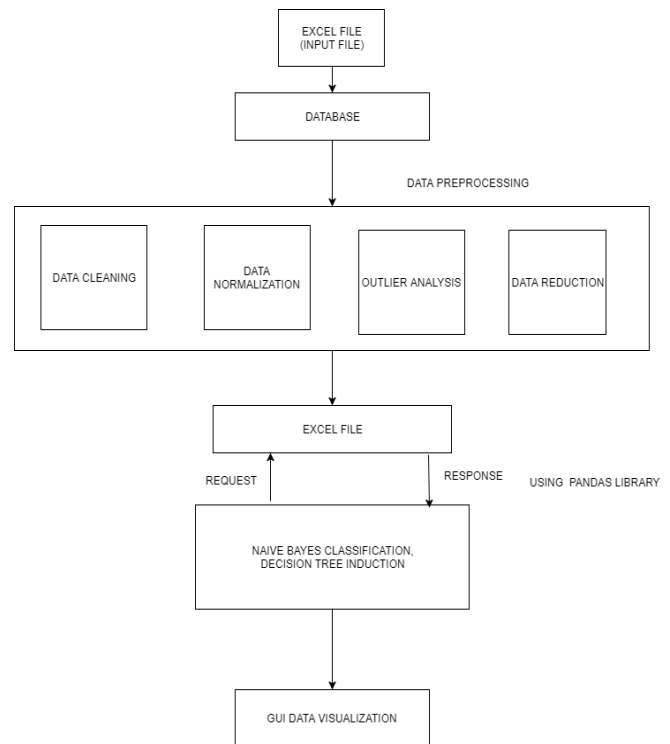 EXCEL FILE
(INPUT FILE)
DATABASE
DATA PREPROCESSING
DATA CLEANING
DATA
NORMALIZATION
OUTLIER ANALYSIS
DATA REDUCTION
EXCEL FILE
REQUEST
RESPONSE
USING PANDAS LIBRARY
NAIVE BAYES CLASSIFICATION,
DECISION TREE INDUCTION
GUI DATA VISUALIZATION